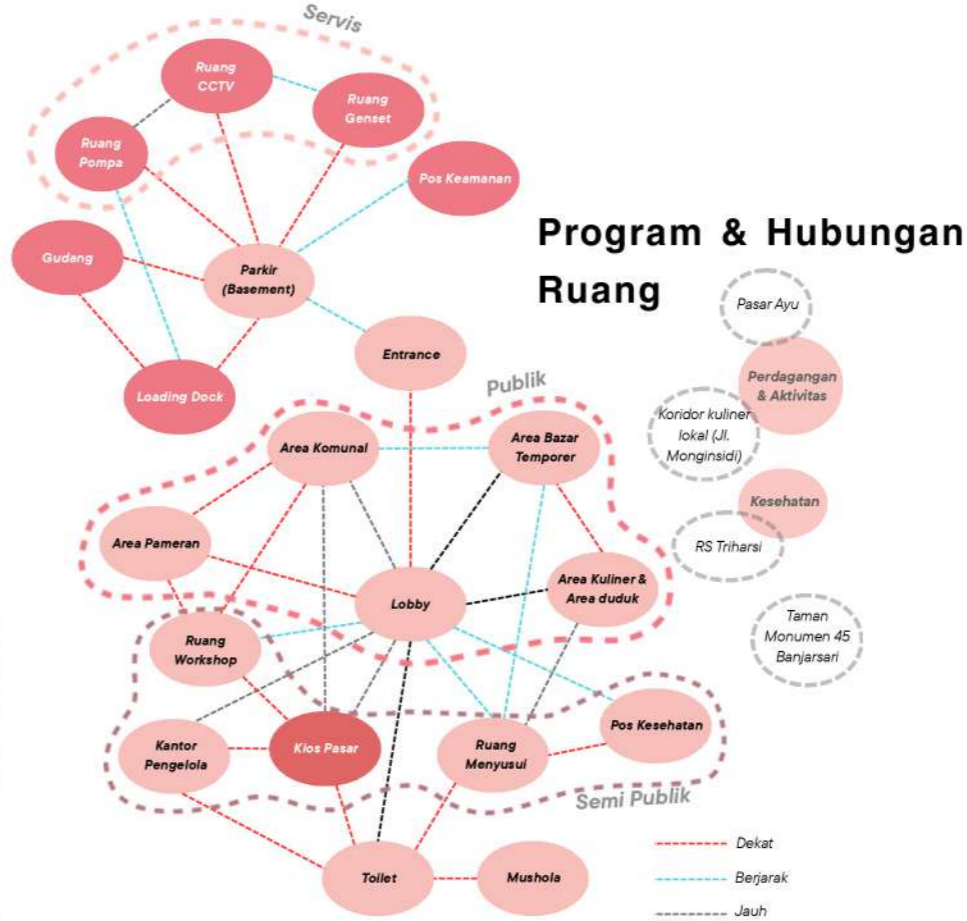 Servis
Ruang
CCTV
Ruang
Genset
Ruang
Pompa
Pos Keamanan
Gudang
Parkir
(Basement)
Program & Hubungan
Ruang
Pasar Ayu
Entrance
Perdagangan
& Aktivitas
Loading Dock
Publik
Koridor kuliner
lokal (Jl.
Monginsidi)
Area Komunal
Area Bazar
Temporer
Kesehatan
Area Pameran
RS Triharsi
Lobby
Area Kuliner &
Area duduk
Ruang
Workshop
Taman
Monumen 45
Banjarsari
Kantor
Pengelola
Kios Pasar
Ruang
Menyusui
Pos Kesehatan
Semi Publik
Toilet
Mushola
Dekat
Berjarak
Jauh